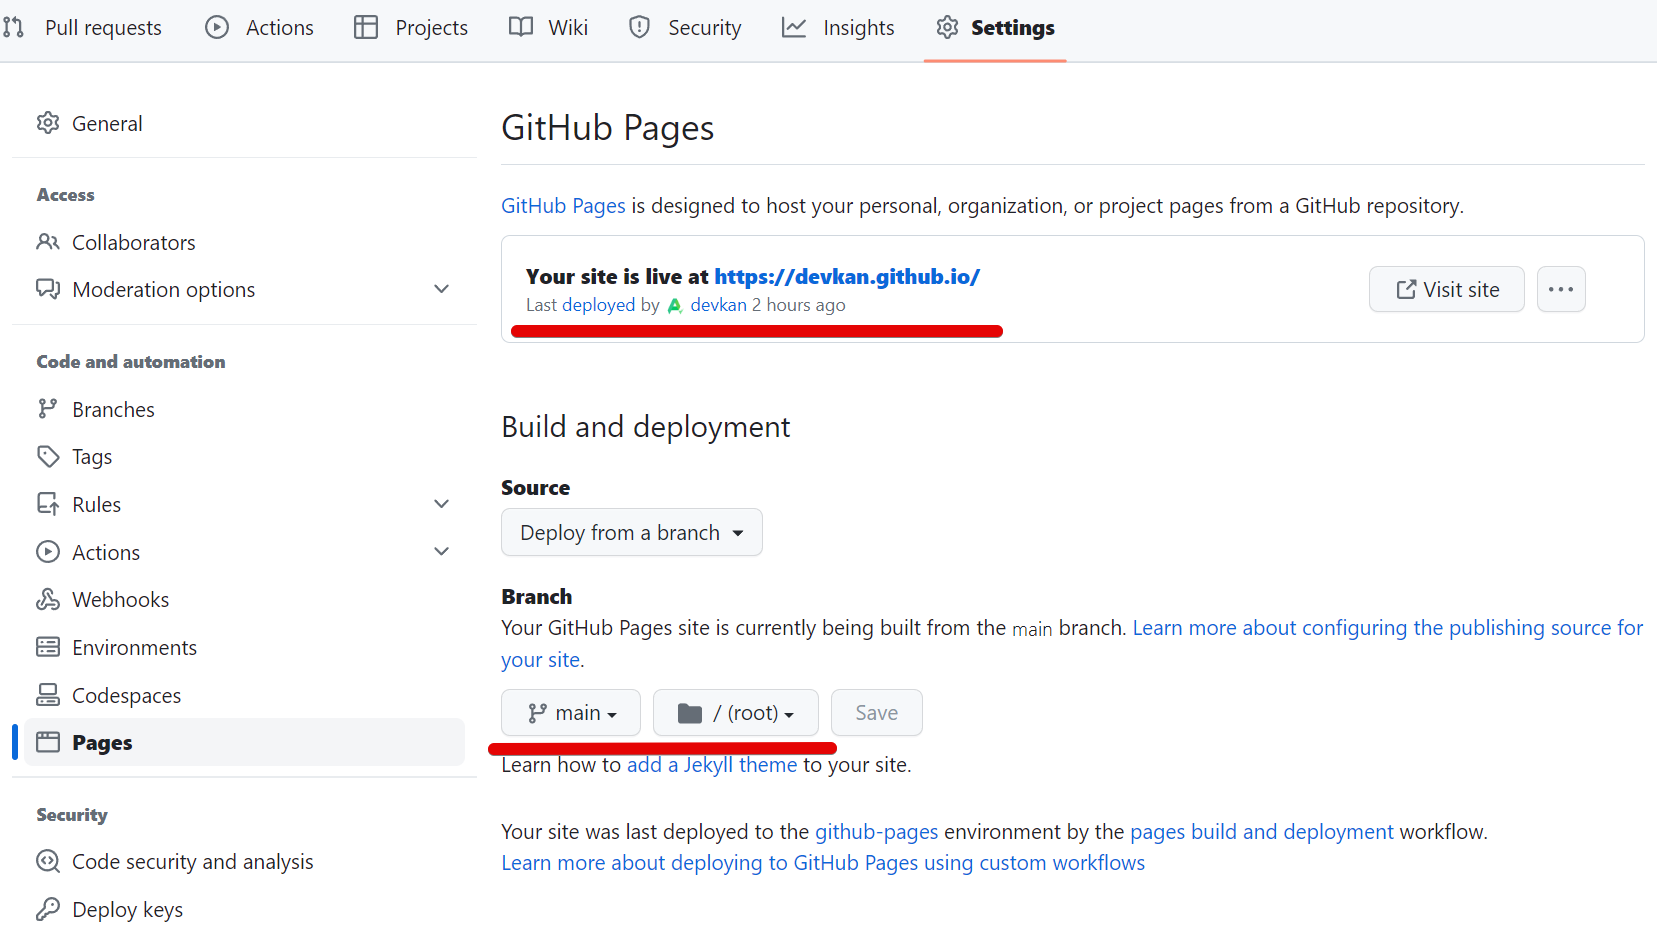 Pull requests Actions Projects Wiki Security Insights Settings
General
Access
Collaborators
Moderation options
Code and automation
Branches
Tags
Rules
Actions
Webhooks
Environments
Codespaces
Pages
Security
Code security and analysis
Deploy keys
GitHub Pages
GitHub Pages is designed to host your personal, organization, or project pages from a GitHub repository.
Your site is live at https://devkan.github.io/
Last deployed by devkan 2 hours ago
Visit site
Build and deployment
Source
Deploy from a branch
Branch
Your GitHub Pages site is currently being built from the main branch. Learn more about configuring the publishing source for
your site.
main / (root) Save
Learn how to add a Jekyll theme to your site.
Your site was last deployed to the github-pages environment by the pages build and deployment workflow.
Learn more about deploying to GitHub Pages using custom workflows